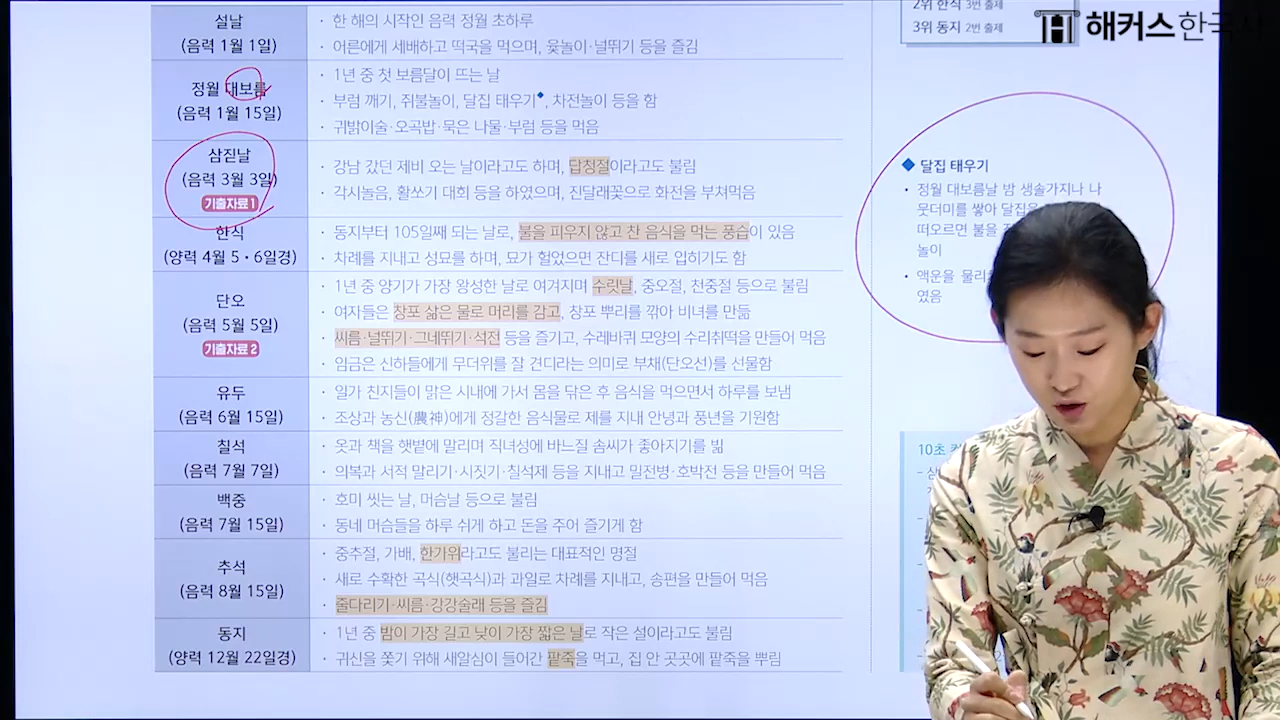 설날
(음력 1월 1일)
· 한 해의 시작인 음력 정월 초하루
· 어른에게 세배하고 떡국을 먹으며, 윷놀이·널뛰기 등을 즐김
정월 대보름
(음력 1월 15일)
· 1년 중 첫 보름달이 뜨는 날
· 부럼 깨기, 쥐불놀이, 달집 태우기◆, 차전놀이 등을 함
· 귀밝이술·오곡밥·묵은 나물·부럼 등을 먹음
삼짇날
(음력 3월 3일)
기출자료1
· 강남 갔던 제비 오는 날이라고도 하며, 답청절이라고도 불림
· 각시놀음, 활쏘기 대회 등을 하였으며, 진달래꽃으로 화전을 부쳐먹음
한식
(양력 4월 5·6일경)
· 동지부터 105일째 되는 날로, 불을 피우지 않고 찬 음식을 먹는 풍습이 있음
· 차례를 지내고 성묘를 하며, 묘가 헐었으면 잔디를 새로 입히기도 함
단오
(음력 5월 5일)
기출자료2
· 1년 중 양기가 가장 왕성한 날로 여겨지며 수릿날, 중오절, 천중절 등으로 불림
· 여자들은 창포 삶은 물로 머리를 감고, 창포 뿌리를 깎아 비녀를 만듦
· 씨름·널뛰기·그네뛰기·석전 등을 즐기고, 수레바퀴 모양의 수리취떡을 만들어 먹음
· 임금은 신하들에게 무더위를 잘 견디라는 의미로 부채(단오선)를 선물함
유두
(음력 6월 15일)
· 일가 친지들이 맑은 시내에 가서 몸을 닦은 후 음식을 먹으면서 하루를 보냄
· 조상과 농신(農神)에게 정갈한 음식물로 제를 지내 안녕과 풍년을 기원함
칠석
(음력 7월 7일)
· 옷과 책을 햇볕에 말리며 직녀성에 바느질 솜씨가 좋아지기를 빎
· 의복과 서적 말리기·시짓기·칠석제 등을 지내고 밀전병·호박전 등을 만들어 먹음
백중
(음력 7월 15일)
· 호미 씻는 날, 머슴날 등으로 불림
· 동네 머슴들을 하루 쉬게 하고 돈을 주어 즐기게 함
추석
(음력 8월 15일)
· 중추절, 가배, 한가위라고도 불리는 대표적인 명절
· 새로 수확한 곡식(햇곡식)과 과일로 차례를 지내고, 송편을 만들어 먹음
· 줄다리기·씨름·강강술래 등을 즐김
동지
(양력 12월 22일경)
· 1년 중 밤이 가장 길고 낮이 가장 짧은 날로 작은 설이라고도 불림
· 귀신을 쫓기 위해 새알심이 들어간 팥죽을 먹고, 집 안 곳곳에 팥죽을 뿌림
2위 한식 3번 출제
3위 동지 2번 출제
해커스한국사
◆ 달집 태우기
· 정월 대보름날 밤 생솔가지나 나
뭇더미를 쌓아 달집을
떠오르면 불을
놀이
· 액운을
였음
10초